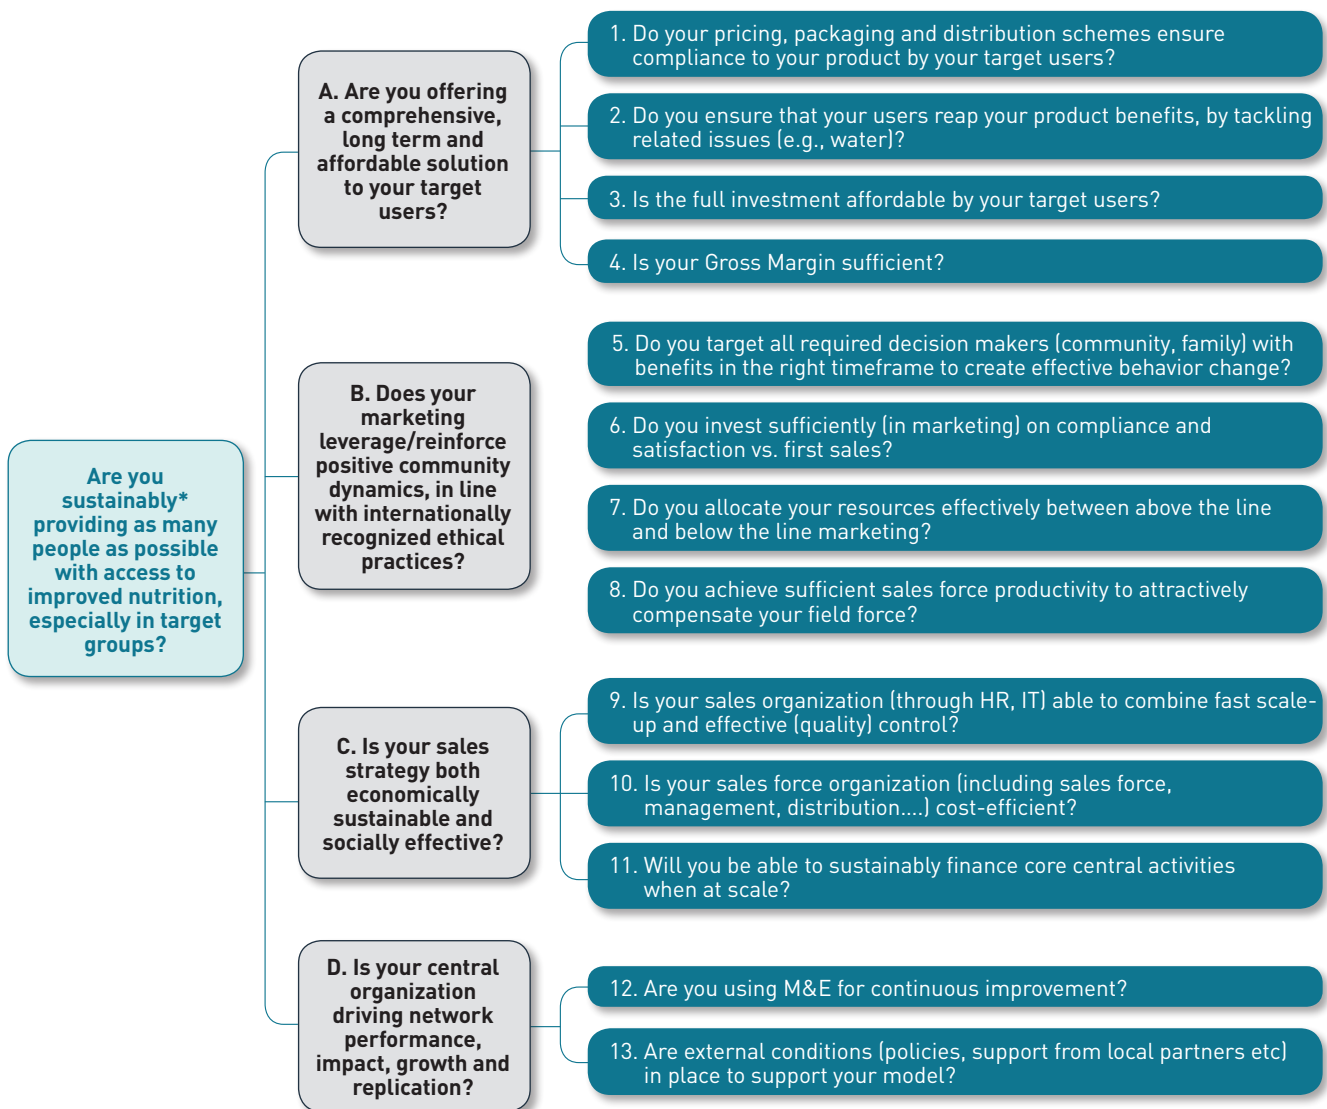 Are you
sustainably*
providing as many
people as possible
with access to
improved nutrition,
especially in target
groups?
A. Are you offering
a comprehensive,
long term and
affordable solution
to your target
users?
1. Do your pricing, packaging and distribution schemes ensure
compliance to your product by your target users?
2. Do you ensure that your users reap your product benefits, by tackling
related issues (e.g., water)?
3. Is the full investment affordable by your target users?
4. Is your Gross Margin sufficient?
B. Does your
marketing
leverage/reinforce
positive community
dynamics, in line
with internationally
recognized ethical
practices?
5. Do you target all required decision makers (community, family) with
benefits in the right timeframe to create effective behavior change?
6. Do you invest sufficiently (in marketing) on compliance and
satisfaction vs. first sales?
7. Do you allocate your resources effectively between above the line
and below the line marketing?
8. Do you achieve sufficient sales force productivity to attractively
compensate your field force?
C. Is your sales
strategy both
economically
sustainable and
socially effective?
9. Is your sales organization (through HR, IT) able to combine fast scale-
up and effective (quality) control?
10. Is your sales force organization (including sales force,
management, distribution....) cost-efficient?
11. Will you be able to sustainably finance core central activities
when at scale?
D. Is your central
organization
driving network
performance,
impact, growth and
replication?
12. Are you using M&E for continuous improvement?
13. Are external conditions (policies, support from local partners etc)
in place to support your model?